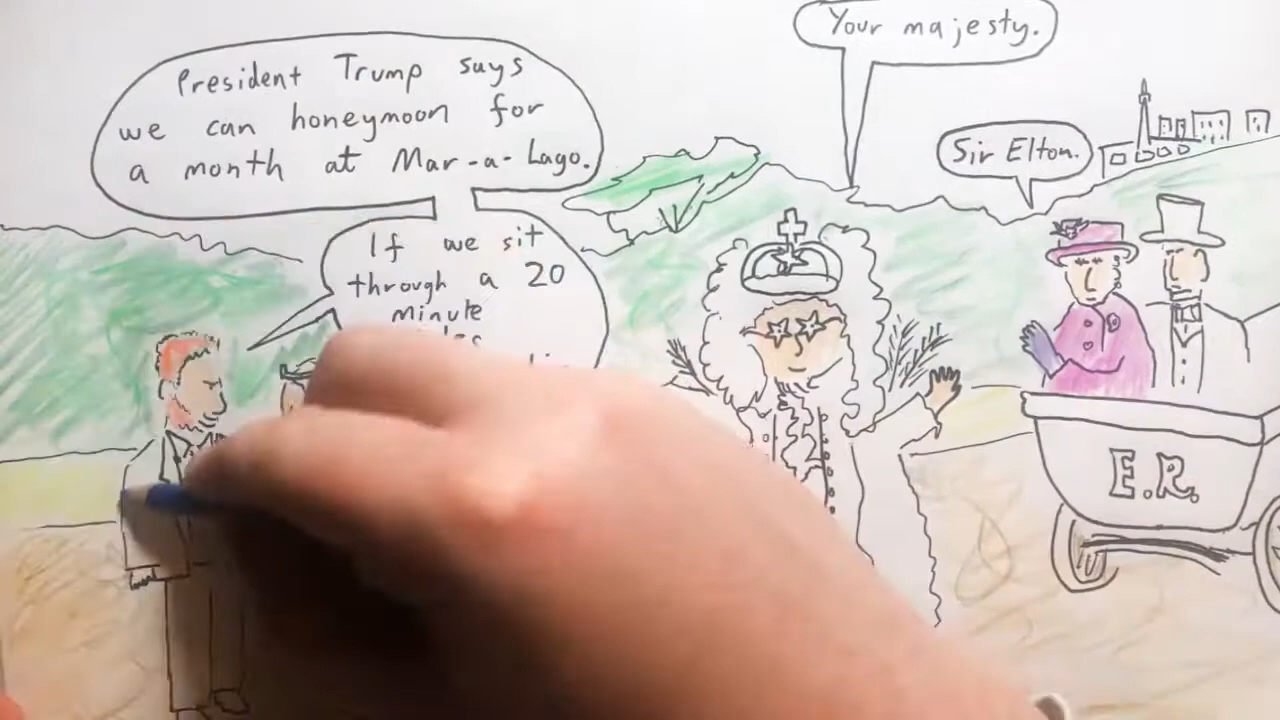 President Trump says
we can honeymoon for
a month at Mar-a-Lago.
If we sit
through a 20
minute
Your majesty.
Sir Elton.
E.R.